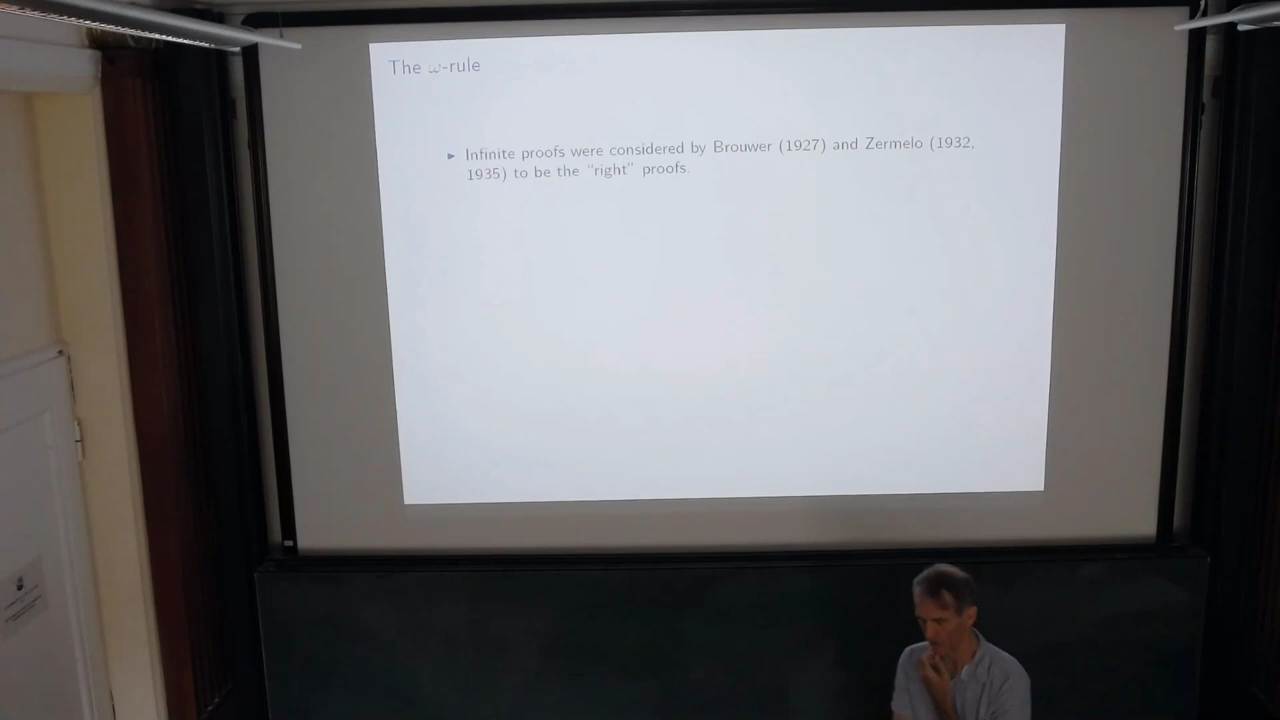 The ω-rule
▸ Infinite proofs were considered by Brouwer (1927) and Zermelo (1932,
1935) to be the "right" proofs.